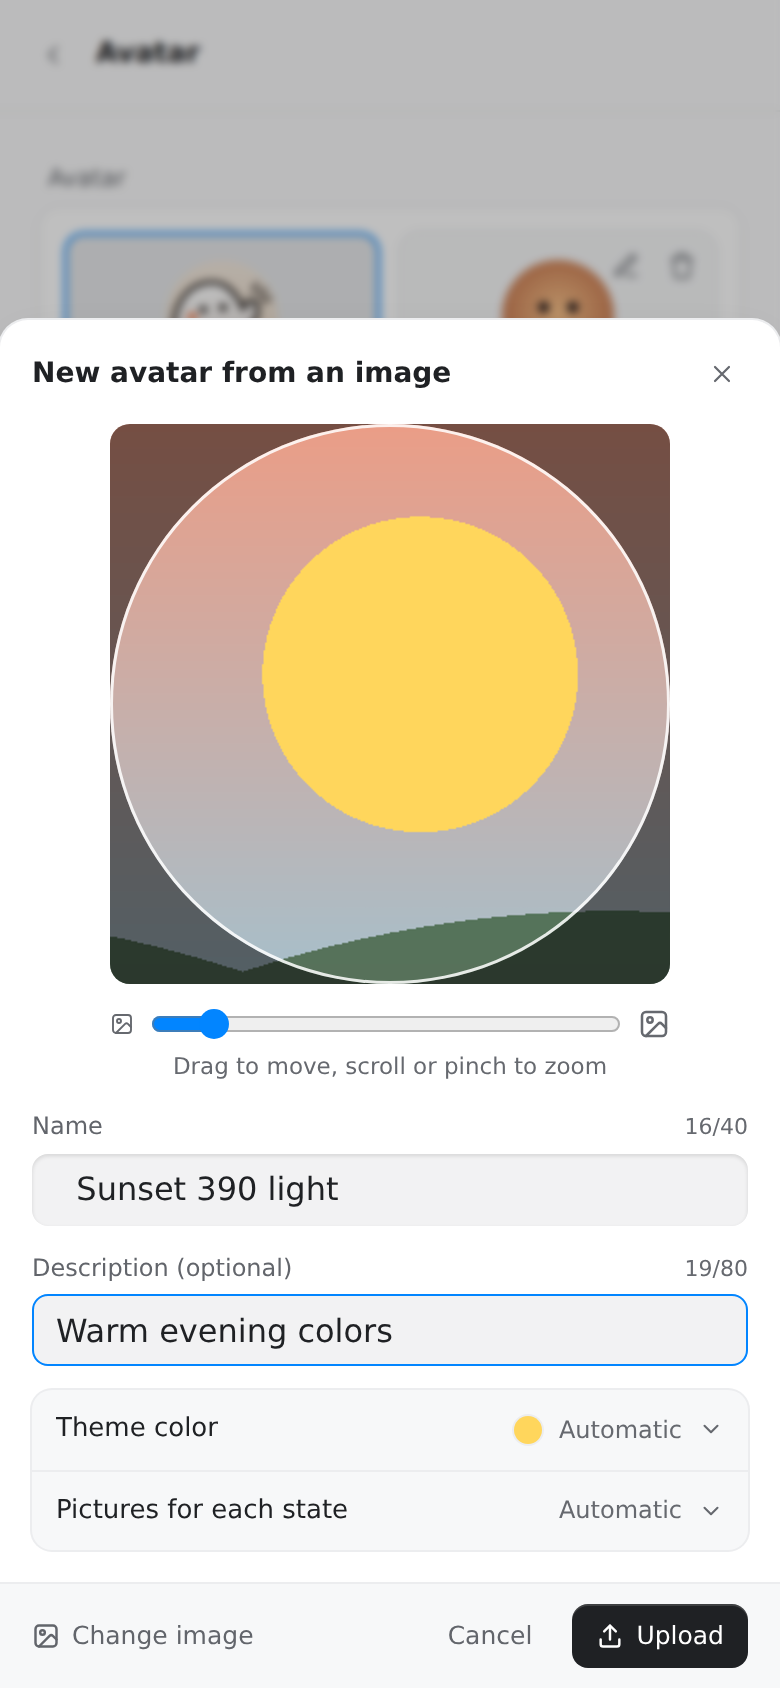 Avatar
Avatar
New avatar from an image
Drag to move, scroll or pinch to zoom
Name 16/40
Sunset 390 light
Description (optional) 19/80
Warm evening colors
Theme color Automatic
Pictures for each state Automatic
Change image Cancel Upload